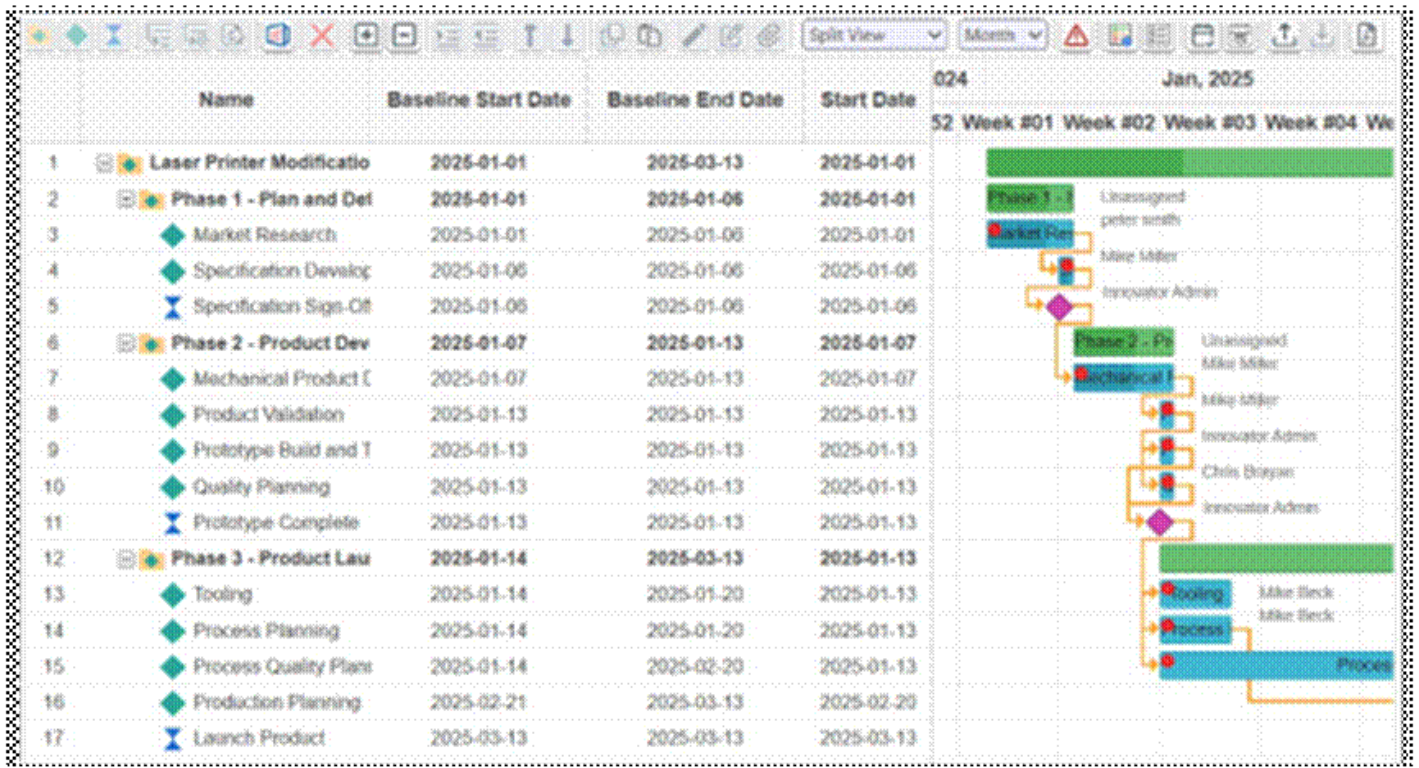 Split View Month
024 Jan, 2025
Name Baseline Start Date Baseline End Date Start Date
52 Week #01 Week #02 Week #03 Week #04 We
1 Laser Printer Modificatio 2025-01-01 2025-03-13 2025-01-01
2 Phase 1 - Plan and Def 2025-01-01 2025-01-06 2025-01-01 Phase 1 - Unassigned
peter smith
3 Market Research 2025-01-01 2025-01-06 2025-01-01 Market Res
4 Specification Develop 2025-01-06 2025-01-06 2025-01-06 Mike Miller
5 Specification Sign-Off 2025-01-06 2025-01-06 2025-01-06 Innovator Admin
6 Phase 2 - Product Dev 2025-01-07 2025-01-13 2025-01-07 Phase 2 - Pr Unassigned
Mike Miller
7 Mechanical Product D 2025-01-07 2025-01-13 2025-01-07 Mechanical
8 Product Validation 2025-01-13 2025-01-13 2025-01-13 Mike Miller
9 Prototype Build and T 2025-01-13 2025-01-13 2025-01-13 Innovator Admin
10 Quality Planning 2025-01-13 2025-01-13 2025-01-13 Chris
11 Prototype Complete 2025-01-13 2025-01-13 2025-01-13 Innovator Admin
12 Phase 3 - Product Lau 2025-01-14 2025-03-13 2025-01-13
13 Tooling 2025-01-14 2025-01-20 2025-01-13 Tooling Mike Beck
Mike Beck
14 Process Planning 2025-01-14 2025-01-20 2025-01-13 Process
15 Process Quality Plan 2025-01-14 2025-02-20 2025-01-13 Proces
16 Production Planning 2025-02-21 2025-03-13 2025-02-20
17 Launch Product 2025-03-13 2025-03-13 2025-03-13